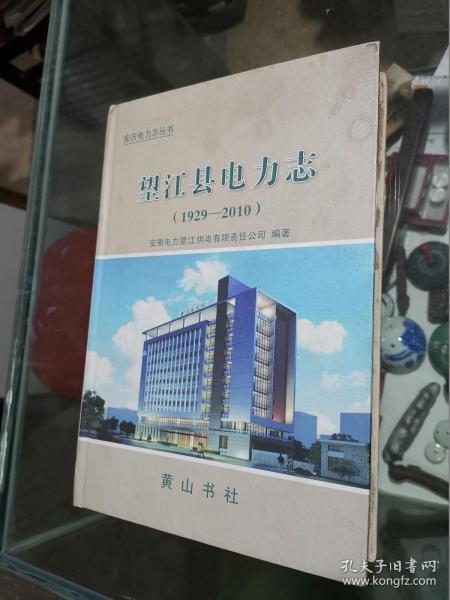 安庆电力志丛书
望江县电力志
(1929—2010)
安徽电力望江供电有限责任公司 编著
黄山书社
孔夫子旧书网
www.kongfz.com